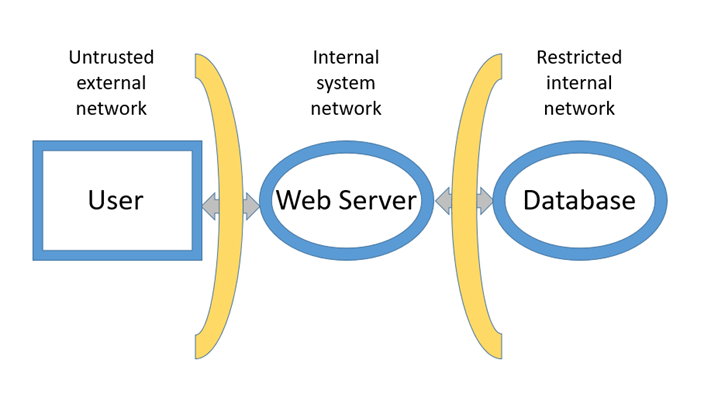 Untrusted
external
network
Internal
system
network
Restricted
internal
network
User
Web Server
Database